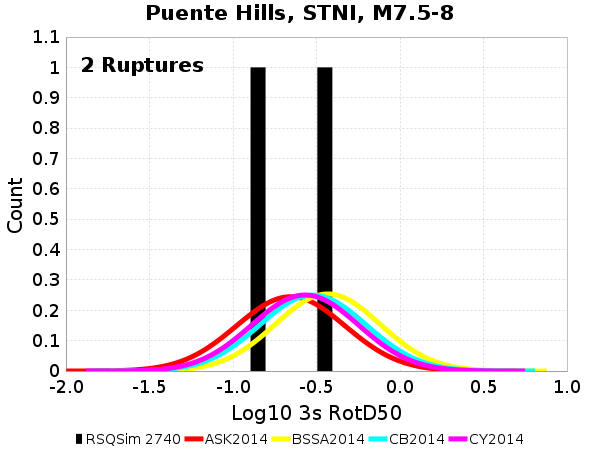 Puente Hills, STNI, M7.5-8
2 Ruptures
1.1
1
0.9
0.8
0.7
0.6
0.5
0.4
0.3
0.2
0.1
0
Count
-2.0 -1.5 -1.0 -0.5 0.0 0.5 1.0
Log10 3s RotD50
RSQSim 2740 ASK2014 BSSA2014 CB2014 CY2014